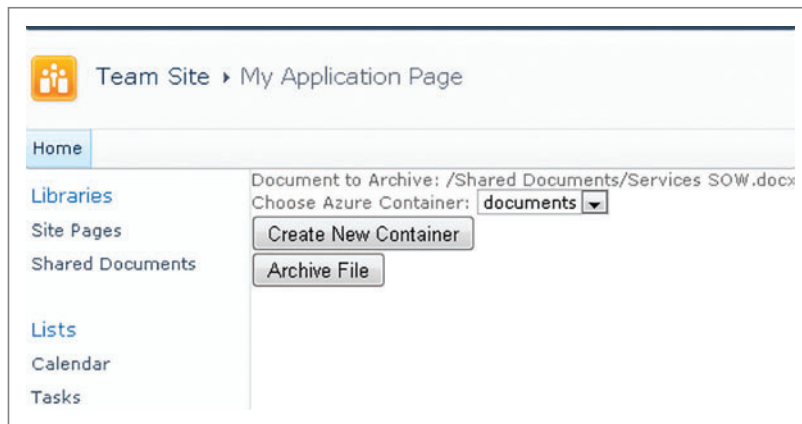 Team Site ▸ My Application Page
Home
Libraries
Site Pages
Shared Documents
Lists
Calendar
Tasks
Document to Archive: /Shared Documents/Services SOW.docx
Choose Azure Container: documents
Create New Container
Archive File